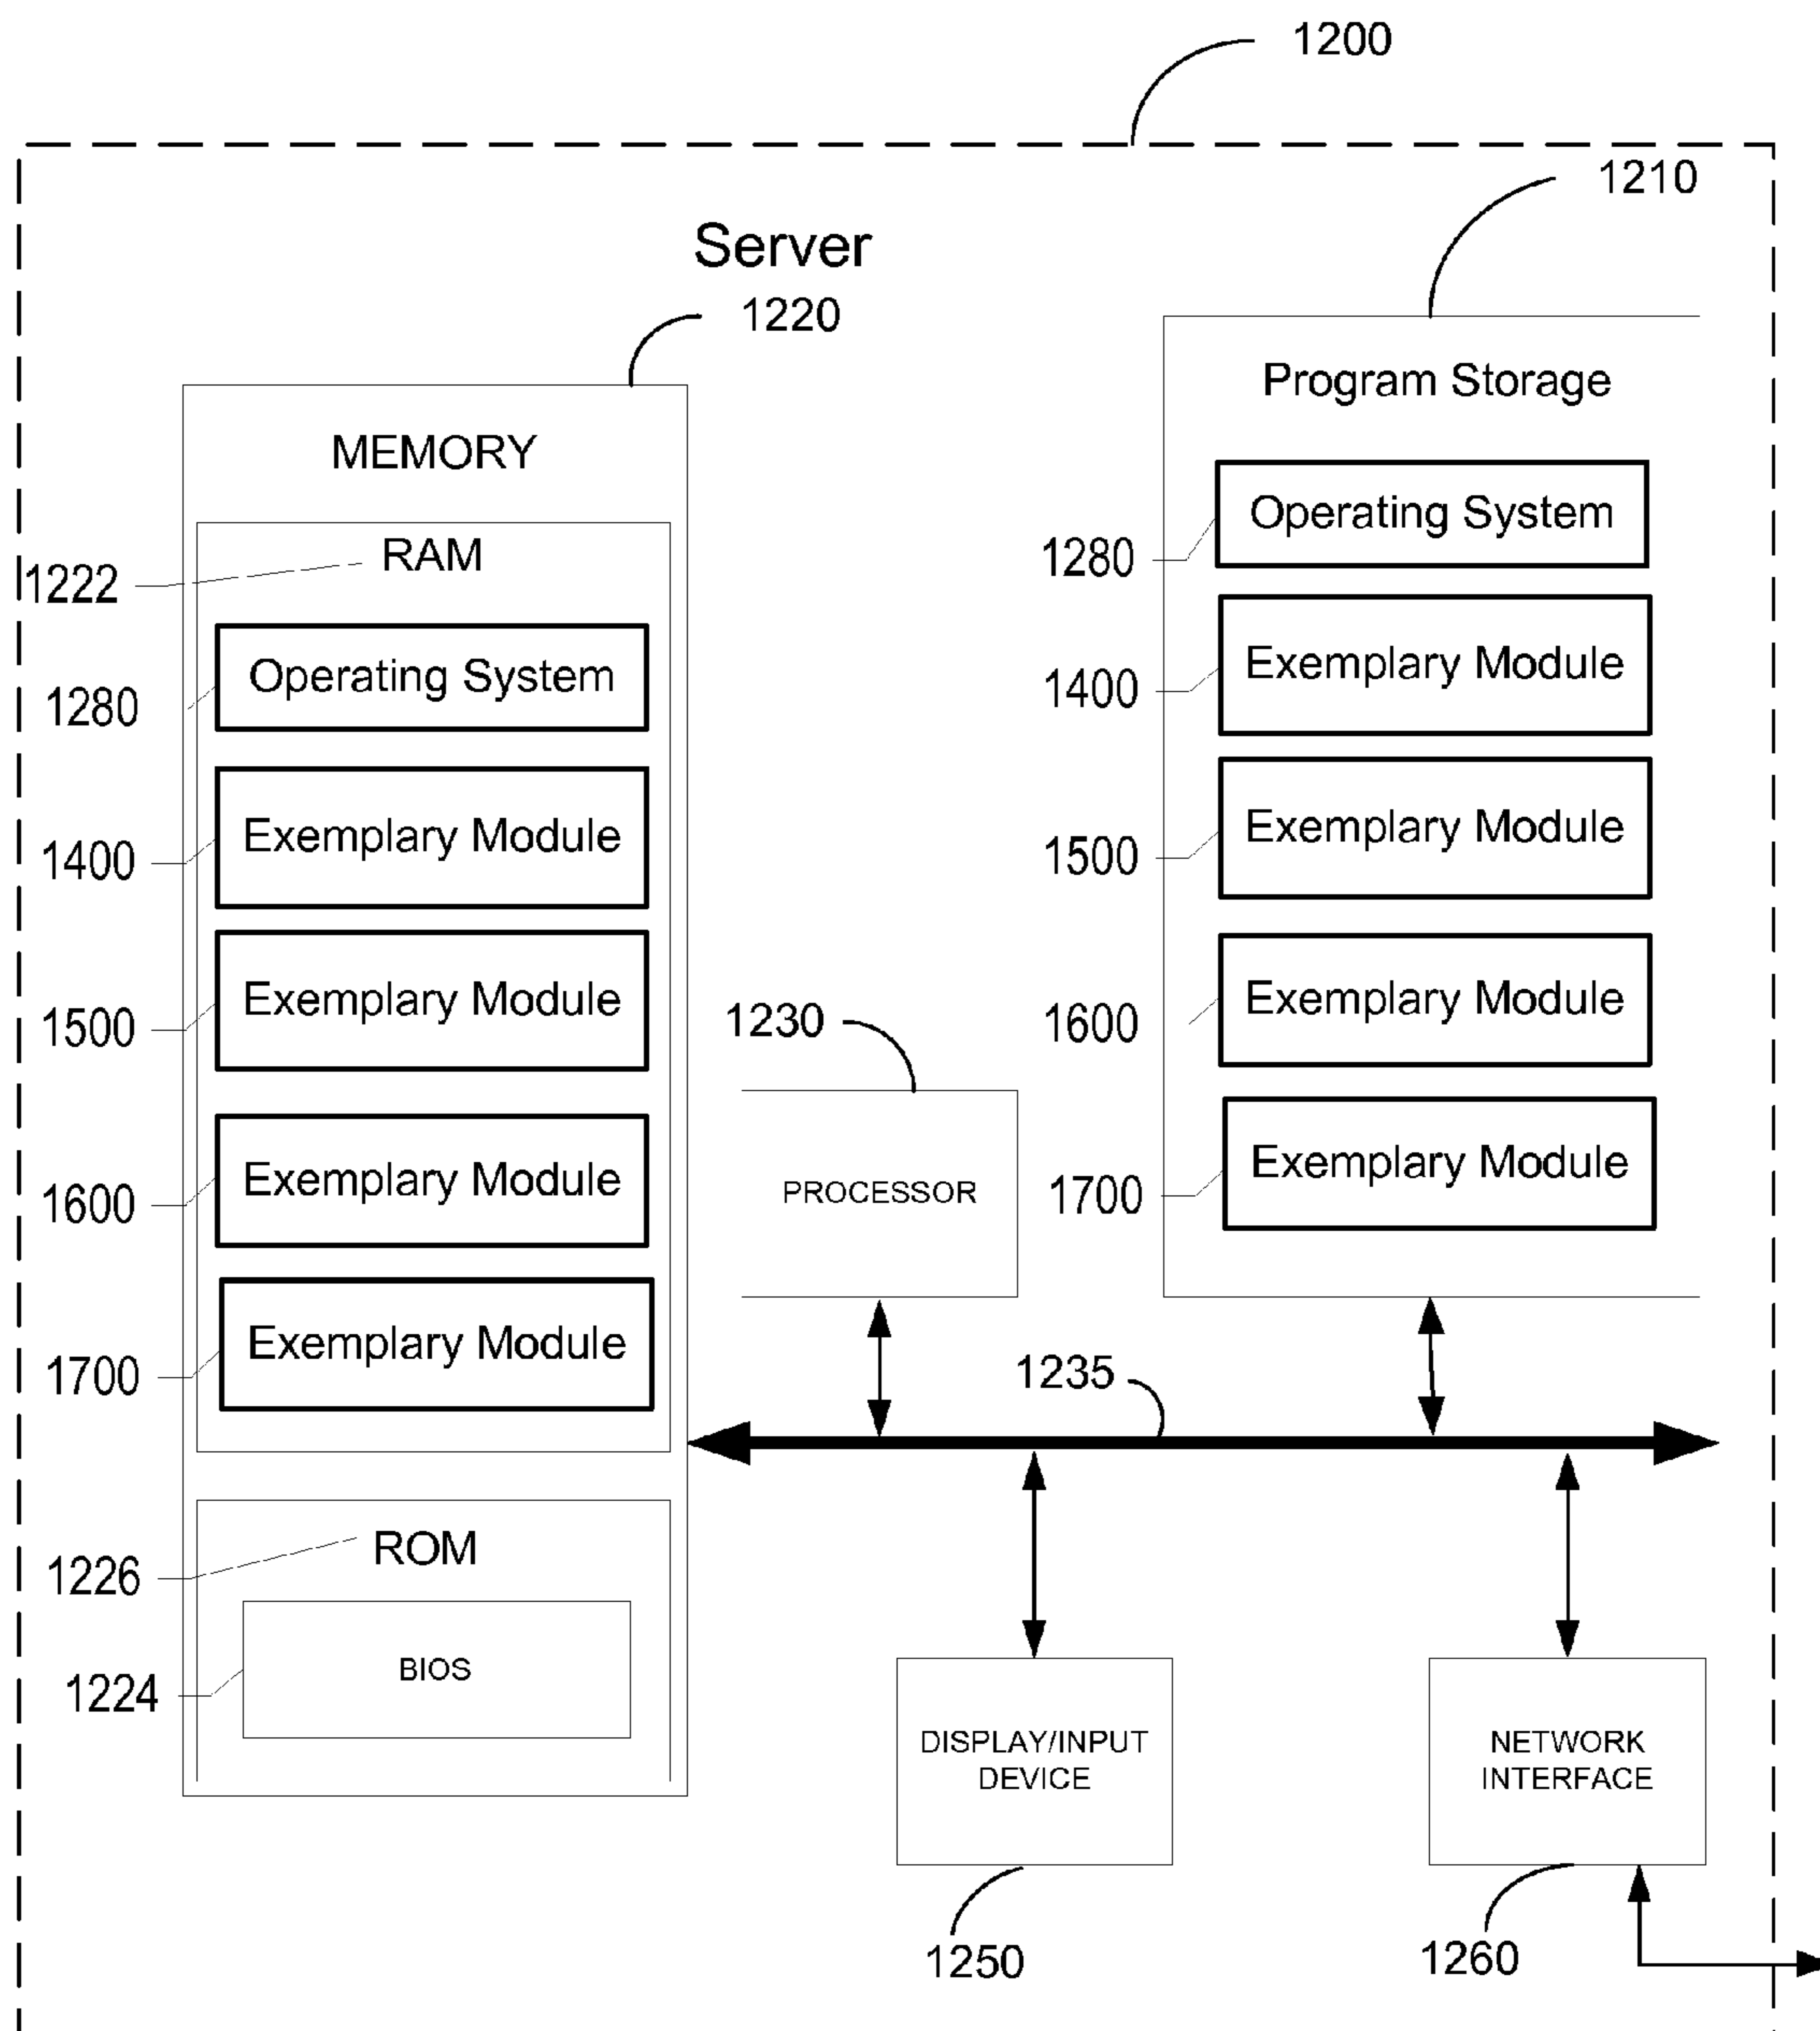 1200
1210
Server
1220
Program Storage
MEMORY
Operating System
RAM
1280
1222
Exemplary Module
Operating System
1400
1280
Exemplary Module
Exemplary Module
1500
1400
Exemplary Module
Exemplary Module
1230
1600
1500
Exemplary Module
Exemplary Module
PROCESSOR
1700
1600
Exemplary Module
1235
1700
ROM
1226
BIOS
1224
DISPLAY/INPUT
DEVICE
NETWORK
INTERFACE
1250
1260